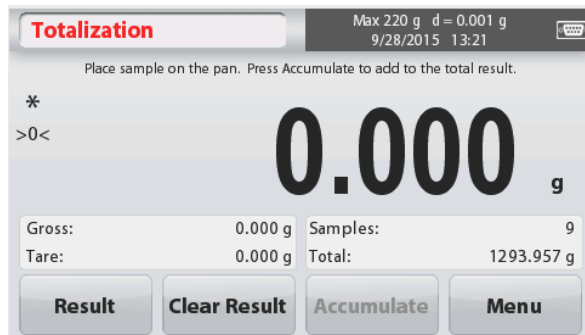 Totalization
Max 220 g d = 0.001 g
9/28/2015 13:21
Place sample on the pan. Press Accumulate to add to the total result.
*
>0<
0.000 g
Gross: 0.000 g Samples: 9
Tare: 0.000 g Total: 1293.957 g
Result Clear Result Accumulate Menu